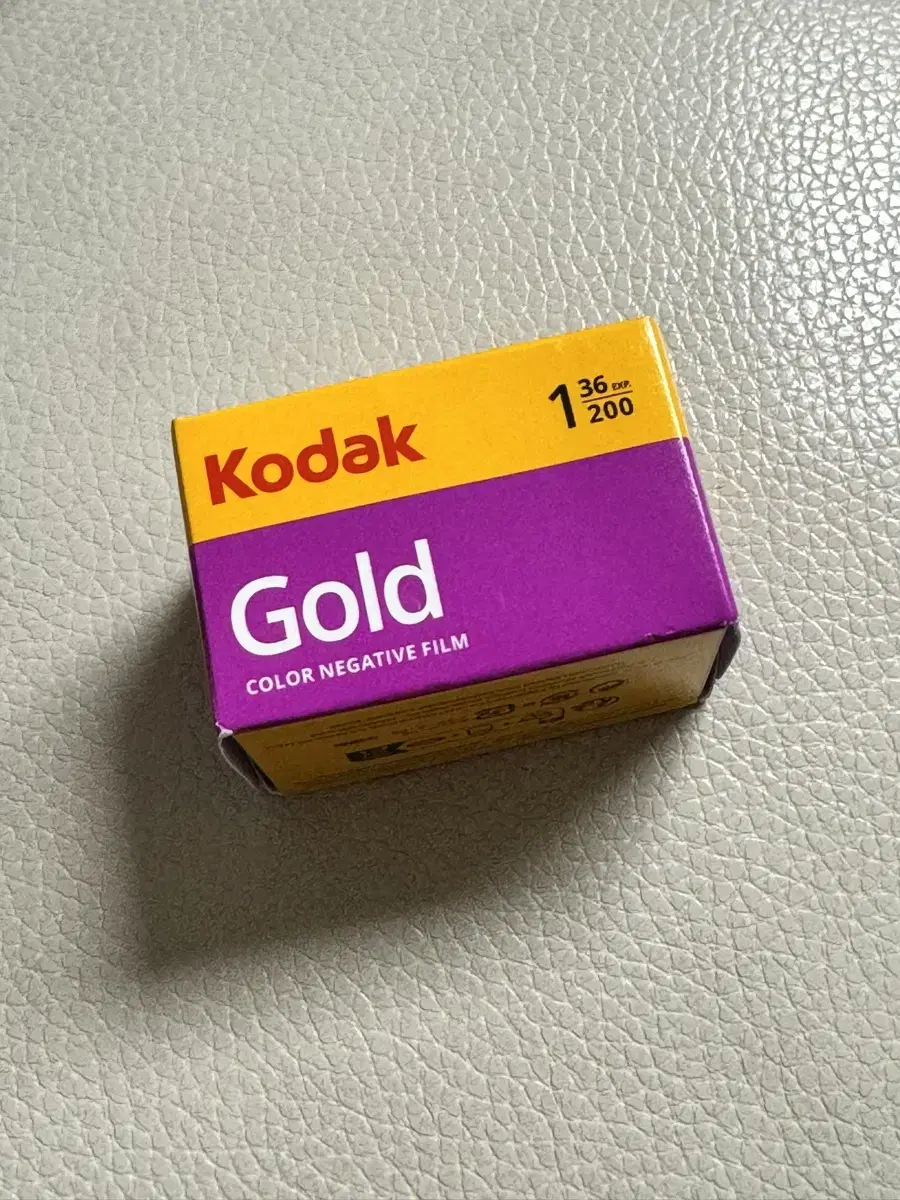 Kodak
1 36 EXP.
200
Gold
COLOR NEGATIVE FILM